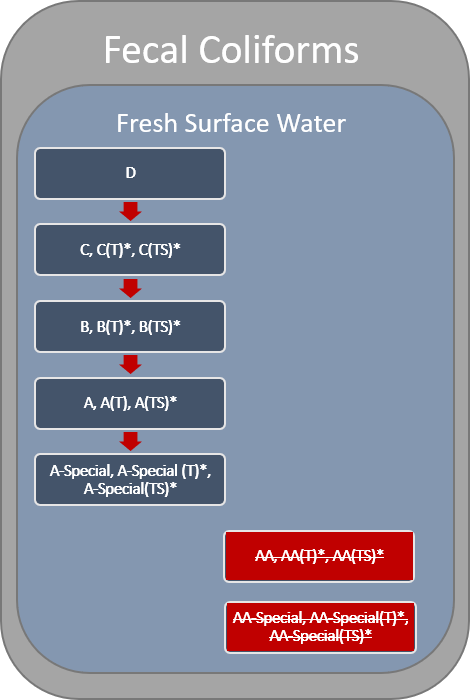 Fecal Coliforms
Fresh Surface Water
D
C, C(T)*, C(TS)*
B, B(T)*, B(TS)*
A, A(T), A(TS)*
A-Special, A-Special (T)*,
A-Special(TS)*
AA, AA(T)*, AA(TS)*
AA-Special, AA-Special(T)*,
AA-Special(TS)*